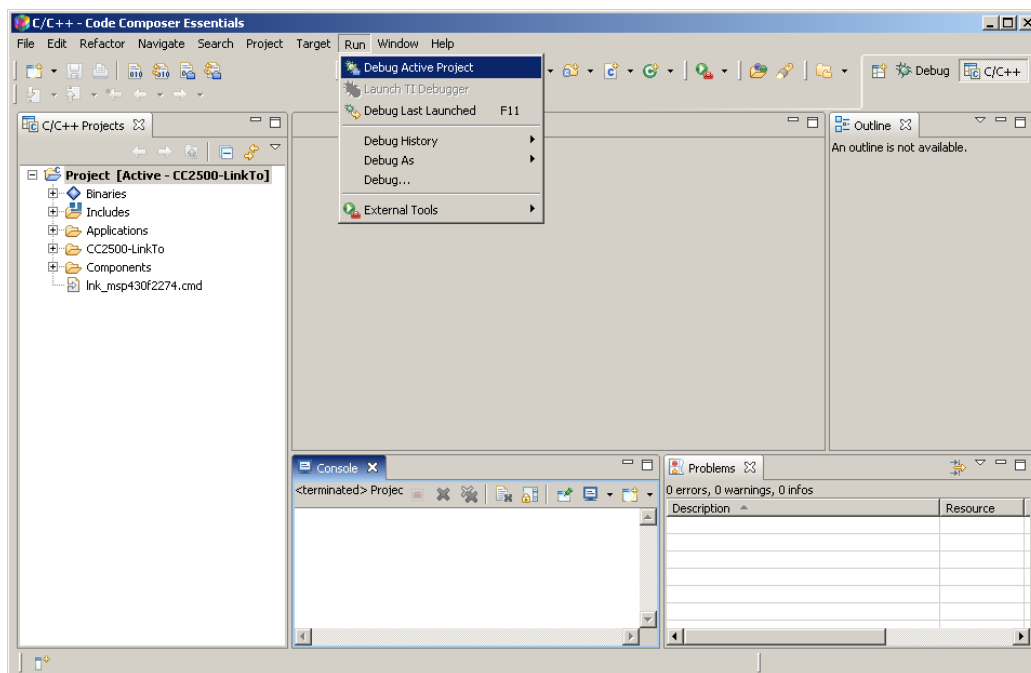 C/C++ - Code Composer Essentials
File Edit Refactor Navigate Search Project Target Run Window Help
Debug Active Project
Launch TI Debugger
Debug Last Launched F11
Debug History
Debug As
Debug...
External Tools
Debug
C/C++
C/C++ Projects
Project [Active - CC2500-LinkTo]
Binaries
Includes
Applications
CC2500-LinkTo
Components
lnk_msp430f2274.cmd
Outline
An outline is not available.
Console
<terminated> Projec
Problems
0 errors, 0 warnings, 0 infos
Description Resource